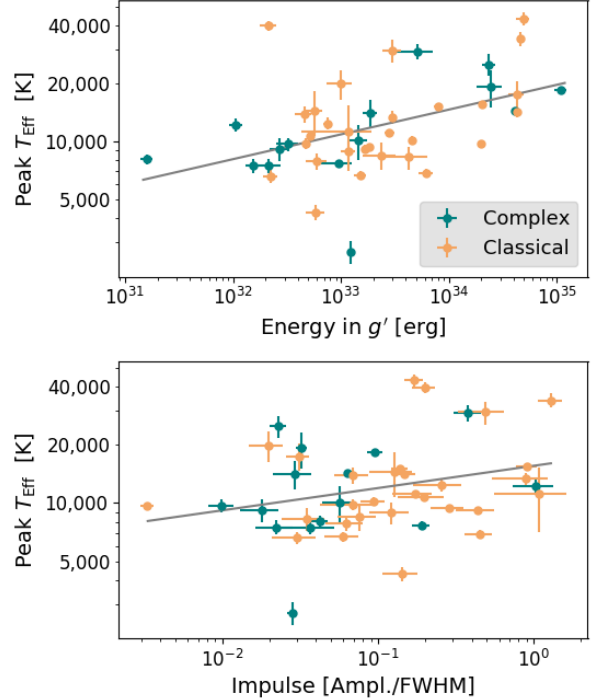 40,000
20,000
10,000
5,000
Peak T_Eff [K]
10^31 10^32 10^33 10^34 10^35
Energy in g′ [erg]
Complex
Classical
40,000
20,000
10,000
5,000
Peak T_Eff [K]
10^−2 10^−1 10^0
Impulse [Ampl./FWHM]